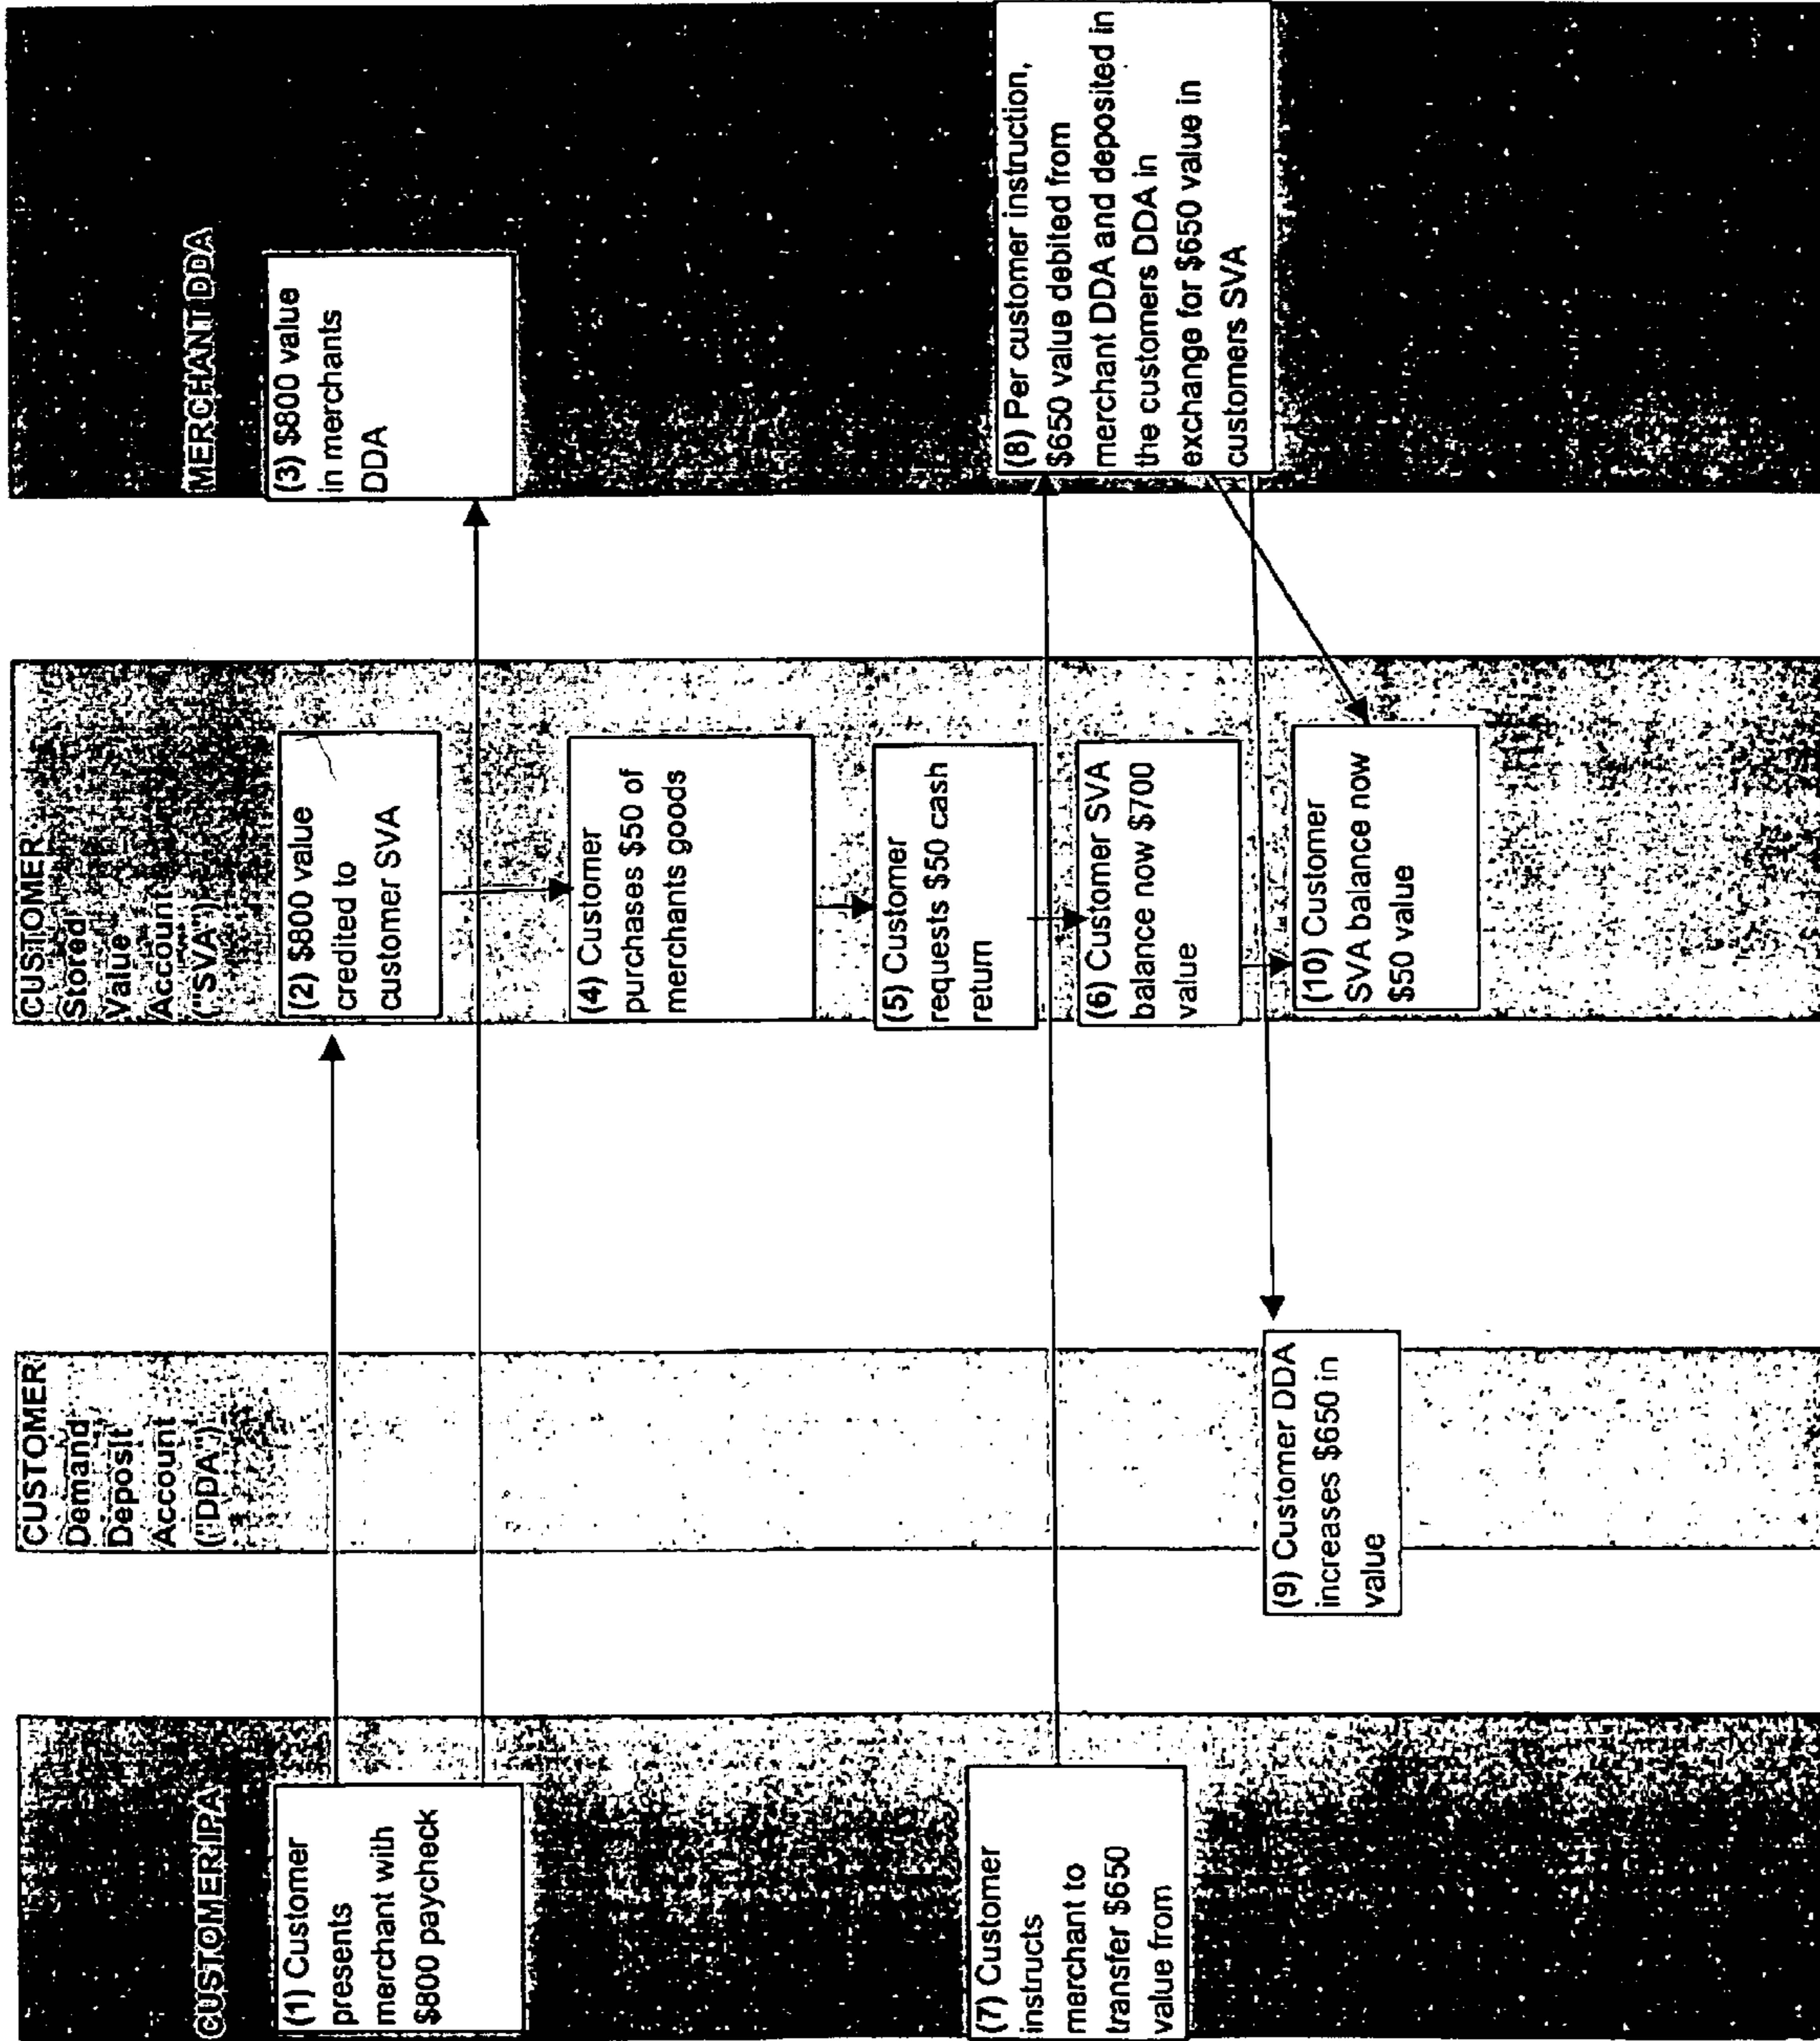 CUSTOMER/PA
(1) Customer
presents
merchant with
$800 paycheck
(7) Customer
instructs
merchant to
transfer $650
value from
CUSTOMER
Demand
Deposit
Account
("DDA")
(9) Customer DDA
increases $650 in
value
CUSTOMER
Stored
Value
Account
("SVA")
(2) $800 value
credited to
customer SVA
(4) Customer
purchases $50 of
merchants goods
(5) Customer
requests $50 cash
return
(6) Customer SVA
balance now $700
value
(10) Customer
SVA balance now
$50 value
MERCHANT DDA
(3) $800 value
in merchants
DDA
(8) Per customer instruction,
$650 value debited from
merchant DDA and deposited in
the customers DDA in
exchange for $650 value in
customers SVA